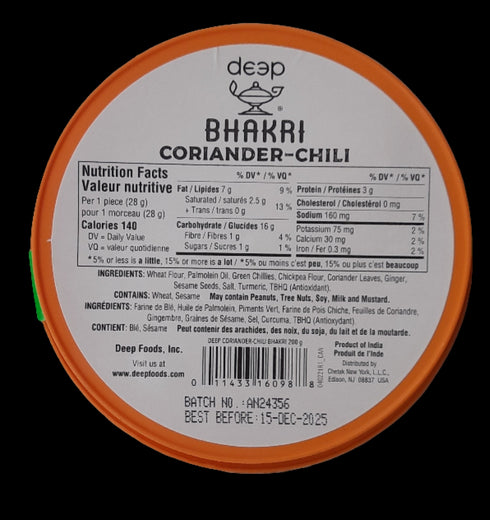 deep
®
BHAKRI
CORIANDER-CHILI
Nutrition Facts
Valeur nutritive
Per 1 piece (28 g)
pour 1 morceau (28 g)
Calories 140
DV = Daily Value
VQ = valeur quotidienne
% DV* / % VQ*
Fat / Lipides 7 g 9 %
Saturated / saturés 2.5 g
+ Trans / trans 0 g 13 %
Carbohydrate / Glucides 16 g
Fibre / Fibres 1 g 4 %
Sugars / Sucres 1 g 1 %
% DV* / % VQ*
Protein / Protéines 3 g
Cholesterol / Cholestérol 0 mg
Sodium 160 mg 7 %
Potassium 75 mg 2 %
Calcium 30 mg 2 %
Iron / Fer 0.3 mg 2 %
*5% or less is a little, 15% or more is a lot / *5% ou moins c'est peu, 15% ou plus c'est beaucoup
INGREDIENTS: Wheat Flour, Palmolein Oil, Green Chillies, Chickpea Flour, Coriander Leaves, Ginger,
Sesame Seeds, Salt, Turmeric, TBHQ (Antioxidant).
CONTAINS: Wheat, Sesame May contain Peanuts, Tree Nuts, Soy, Milk and Mustard.
INGRÉDIENTS: Farine de Blé, Huile de Palmolein, Piments Vert, Farine de Pois Chiche, Feuilles de Coriandre,
Gingembre, Graines de Sésame, Sel, Curcuma, TBHQ (Antioxydant).
CONTIENT: Blé, Sésame Peut contenir des arachides, des noix, du soja, du lait et de la moutarde.
DEEP CORIANDER-CHILI BHAKRI 200 g
Deep Foods, Inc.
Visit us at
www.deepfoods.com
0 11433 16098 8
Product of India
Produit de l'Inde
Distributed by
Chetak New York, L.L.C.,
Edison, NJ 08837 USA
BATCH NO.:AN24356
BEST BEFORE:15-DEC-2025